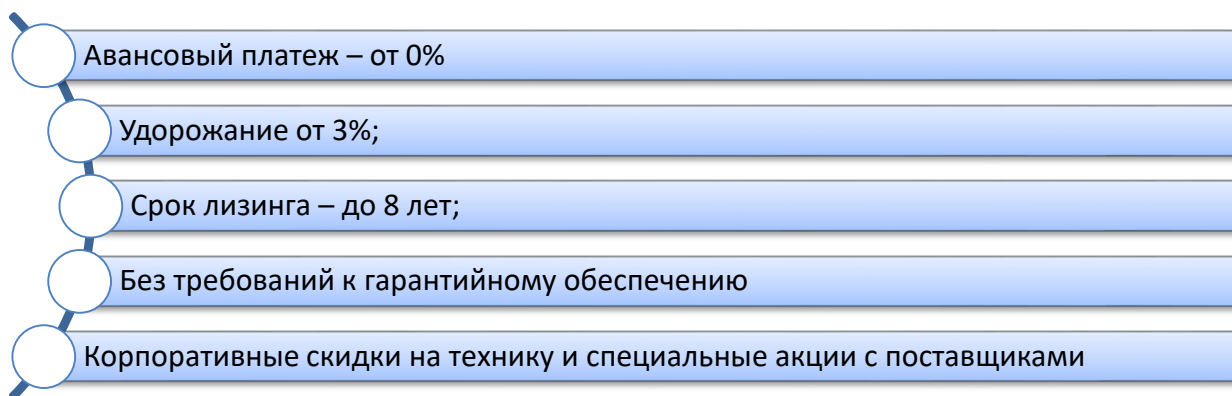 Авансовый платеж – от 0%
Удорожание от 3%;
Срок лизинга – до 8 лет;
Без требований к гарантийному обеспечению
Корпоративные скидки на технику и специальные акции с поставщиками